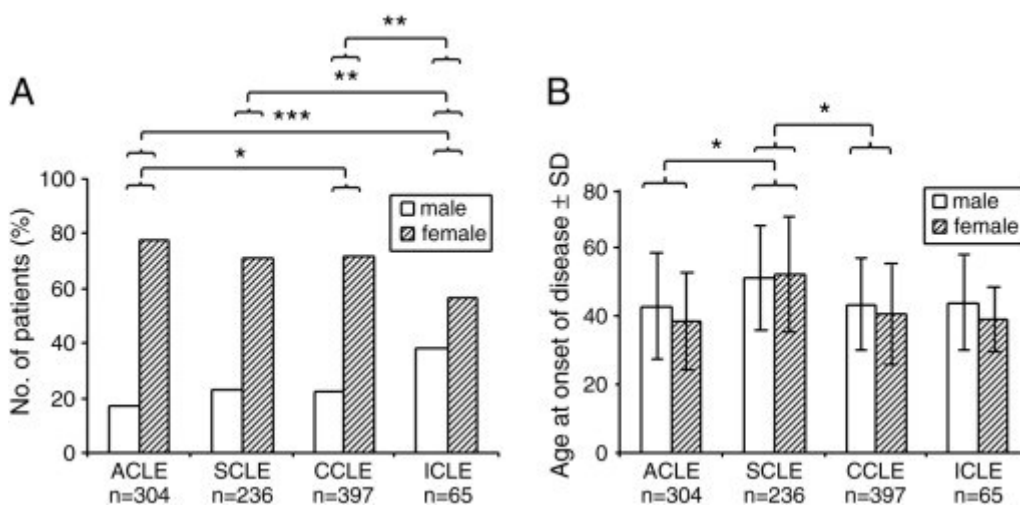 A
**
**
***
*
No. of patients (%)
100
80
60
40
20
0
male
female
ACLE SCLE CCLE ICLE
n=304 n=236 n=397 n=65
B
*
*
Age at onset of disease ± SD
80
60
40
20
0
male
female
ACLE SCLE CCLE ICLE
n=304 n=236 n=397 n=65